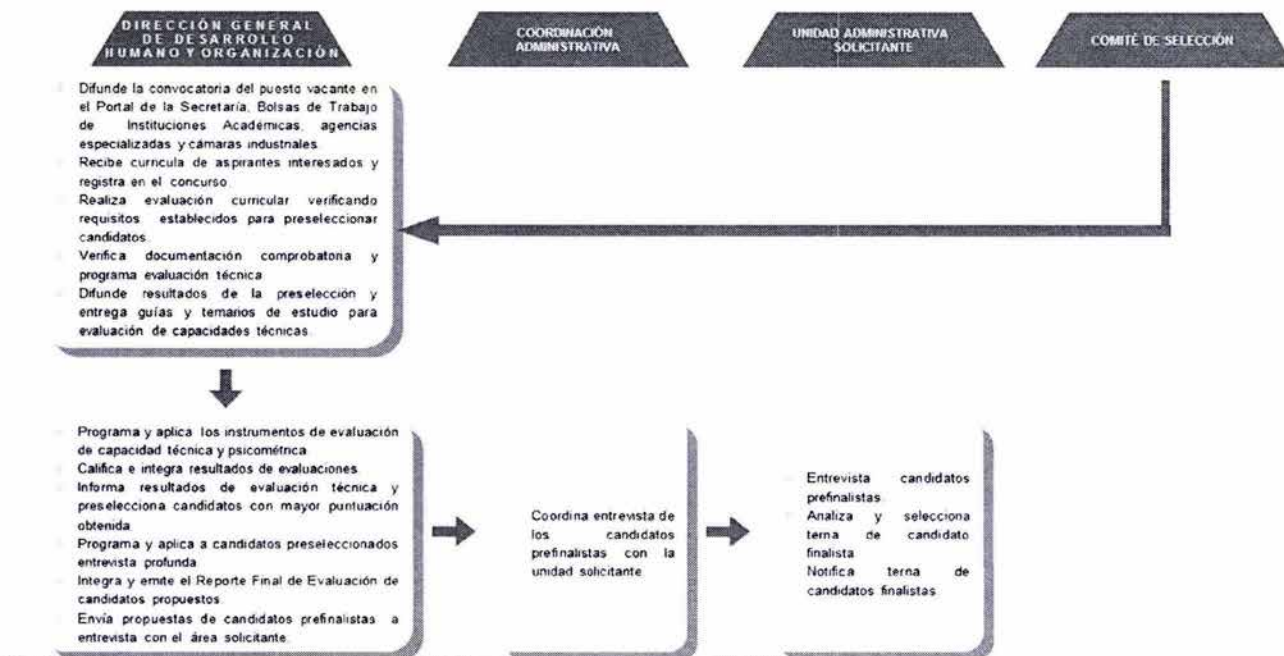 DIRECCIÓN GENERAL
DE DESARROLLO
HUMANO Y ORGANIZACIÓN
COORDINACIÓN
ADMINISTRATIVA
UNIDAD ADMINISTRATIVA
SOLICITANTE
COMITÉ DE SELECCIÓN
Difunde la convocatoria del puesto vacante en
el Portal de la Secretaría, Bolsas de Trabajo
de Instituciones Académicas, agencias
especializadas y cámaras industriales.
Recibe curricula de aspirantes interesados y
registra en el concurso.
Realiza evaluación curricular verificando
requisitos establecidos para preseleccionar
candidatos.
Verifica documentación comprobatoria y
programa evaluación técnica
Difunde resultados de la preselección y
entrega guías y temarios de estudio para
evaluación de capacidades técnicas.
Programa y aplica los instrumentos de evaluación
de capacidad técnica y psicométrica
Califica e integra resultados de evaluaciones
Informa resultados de evaluación técnica y
preselecciona candidatos con mayor puntuación
obtenida.
Programa y aplica a candidatos preseleccionados
entrevista profunda
Integra y emite el Reporte Final de Evaluación de
candidatos propuestos.
Envía propuestas de candidatos prefinalistas a
entrevista con el área solicitante.
Coordina entrevista de
los candidatos
prefinalistas con la
unidad solicitante
Entrevista candidatos
prefinalistas.
Analiza y selecciona
terna de candidato
finalista
Notifica terna de
candidatos finalistas.